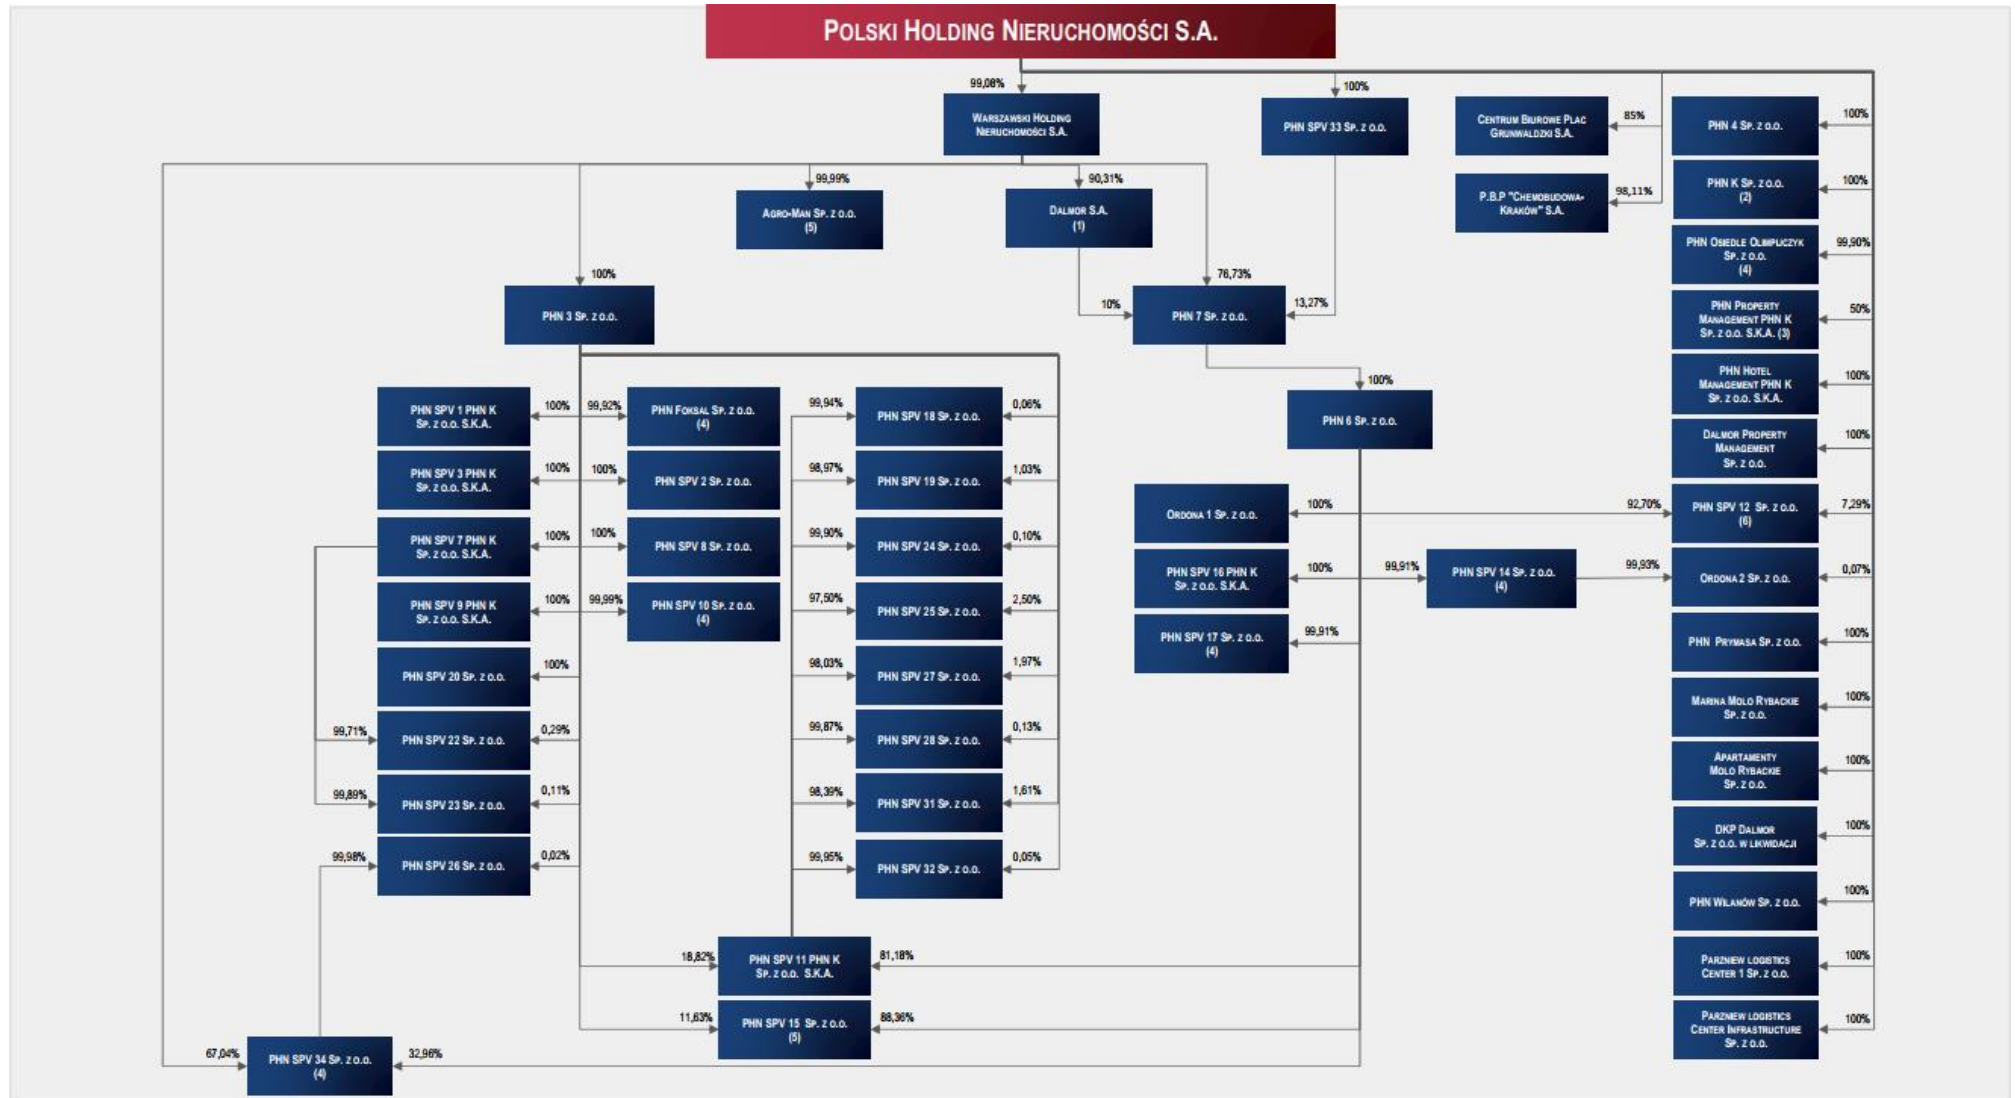 POLSKI HOLDING NIERUCHOMOŚCI S.A.
99,08%
WARSZAWSKI HOLDING
NIERUCHOMOŚCI S.A.
100%
PHN SPV 33 SP. Z O.O.
CENTRUM BIUROWE PLAC
GRUNWALDZKI S.A.
85%
P.B.P "CHEMOBUDOWA-
KRAKÓW" S.A.
98,11%
PHN 4 SP. Z O.O.
100%
PHN K SP. Z O.O.
(2)
100%
PHN OSIEDLE OLIMPIJCZYK
SP. Z O.O.
(4)
99,90%
PHN PROPERTY
MANAGEMENT PHN K
SP. Z O.O. S.K.A. (3)
50%
PHN HOTEL
MANAGEMENT PHN K
SP. Z O.O. S.K.A.
100%
DALMOR PROPERTY
MANAGEMENT
SP. Z O.O.
100%
92,70%
PHN SPV 12 SP. Z O.O.
(6)
7,29%
99,93%
ORDONA 2 SP. Z O.O.
0,07%
PHN PRYMASA SP. Z O.O.
100%
MARINA MOLO RYBACKIE
SP. Z O.O.
100%
APARTAMENTY
MOLO RYBACKIE
SP. Z O.O.
100%
DKP DALMOR
SP. Z O.O. W LIKWIDACJI
100%
PHN WILANÓW SP. Z O.O.
100%
PARZNIEW LOGISTICS
CENTER 1 SP. Z O.O.
100%
PARZNIEW LOGISTICS
CENTER INFRASTRUCTURE
SP. Z O.O.
100%
99,99%
AGRO-MAN SP. Z O.O.
(5)
90,31%
DALMOR S.A.
(1)
100%
PHN 3 SP. Z O.O.
76,73%
10%
PHN 7 SP. Z O.O.
13,27%
100%
PHN 6 SP. Z O.O.
PHN SPV 1 PHN K
SP. Z O.O. S.K.A.
100%
99,92%
PHN FOKSAL SP. Z O.O.
(4)
99,94%
PHN SPV 18 SP. Z O.O.
0,06%
PHN SPV 3 PHN K
SP. Z O.O. S.K.A.
100%
100%
PHN SPV 2 SP. Z O.O.
98,97%
PHN SPV 19 SP. Z O.O.
1,03%
PHN SPV 7 PHN K
SP. Z O.O. S.K.A.
100%
100%
PHN SPV 8 SP. Z O.O.
99,90%
PHN SPV 24 SP. Z O.O.
0,10%
PHN SPV 9 PHN K
SP. Z O.O. S.K.A.
100%
99,99%
PHN SPV 10 SP. Z O.O.
(4)
97,50%
PHN SPV 25 SP. Z O.O.
2,50%
PHN SPV 20 SP. Z O.O.
100%
98,03%
PHN SPV 27 SP. Z O.O.
1,97%
99,71%
PHN SPV 22 SP. Z O.O.
0,29%
99,87%
PHN SPV 28 SP. Z O.O.
0,13%
99,89%
PHN SPV 23 SP. Z O.O.
0,11%
98,39%
PHN SPV 31 SP. Z O.O.
1,61%
99,98%
PHN SPV 26 SP. Z O.O.
0,02%
99,95%
PHN SPV 32 SP. Z O.O.
0,05%
ORDONA 1 SP. Z O.O.
100%
PHN SPV 16 PHN K
SP. Z O.O. S.K.A.
100%
99,91%
PHN SPV 14 SP. Z O.O.
(4)
PHN SPV 17 SP. Z O.O.
(4)
99,91%
18,82%
PHN SPV 11 PHN K
SP. Z O.O. S.K.A.
81,18%
11,63%
PHN SPV 15 SP. Z O.O.
(5)
88,36%
67,04%
PHN SPV 34 SP. Z O.O.
(4)
32,96%